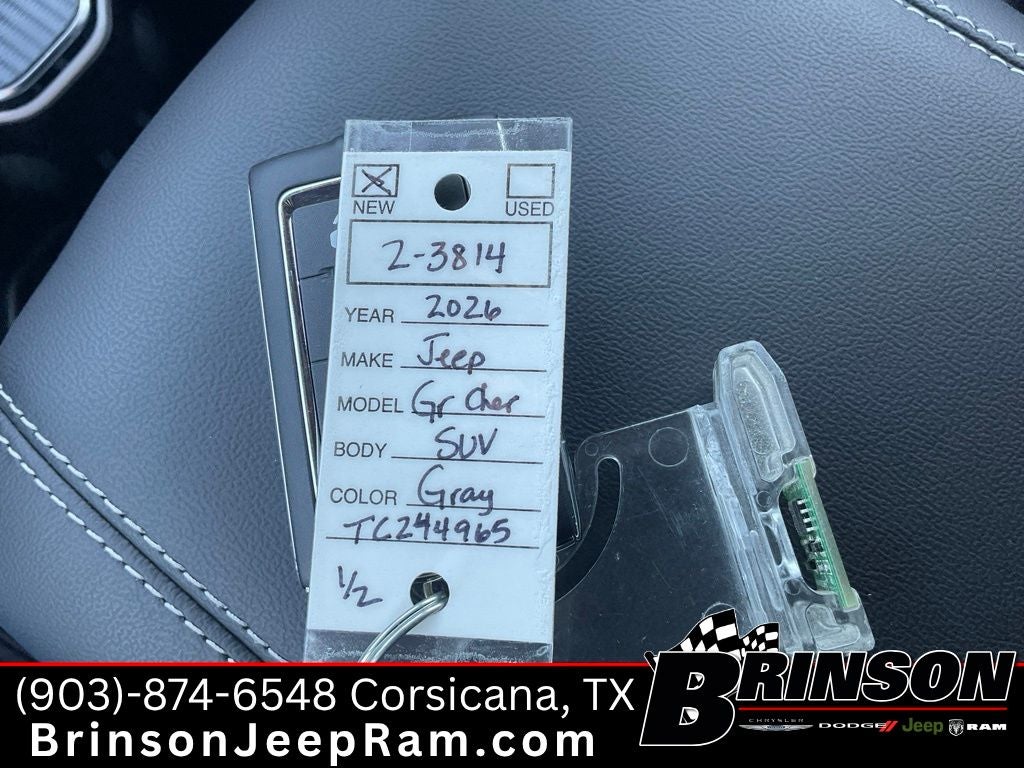 NEW USED
2-3814
YEAR 2026
MAKE Jeep
MODEL Gr Cher
BODY SUV
COLOR Gray
TC244965
1/2
(903)-874-6548 Corsicana, TX
BrinsonJeepRam.com
BRINSON
CHRYSLER DODGE Jeep RAM